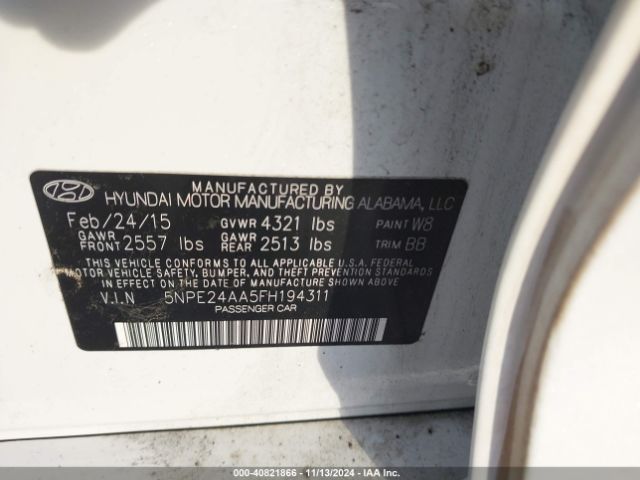 MANUFACTURED BY
HYUNDAI MOTOR MANUFACTURING ALABAMA, LLC
Feb/24/15 GVWR 4321 lbs PAINT W8
GAWR FRONT 2557 lbs GAWR REAR 2513 lbs TRIM BB
THIS VEHICLE CONFORMS TO ALL APPLICABLE U.S.A. FEDERAL
MOTOR VEHICLE SAFETY, BUMPER, AND THEFT PREVENTION STANDARDS
IN EFFECT ON THE DATE OF MANUFACTURE SHOWN ABOVE.
V.I.N 5NPE24AA5FH194311
PASSENGER CAR
000-40821866 - 11/13/2024 - IAA Inc.